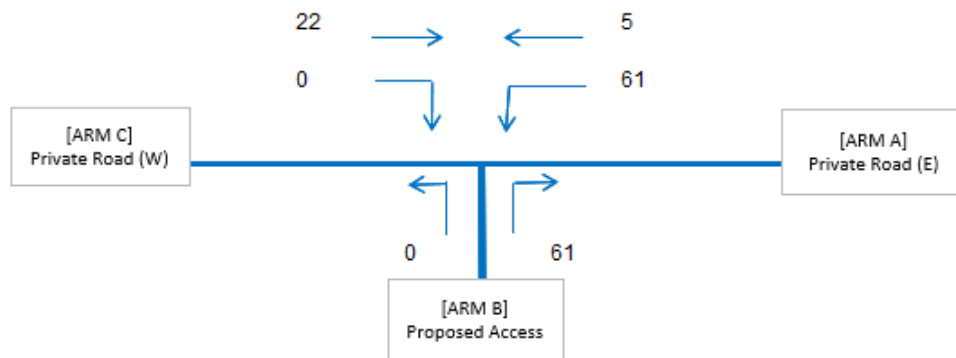 22
5
0
61
[ARM C]
Private Road (W)
[ARM A]
Private Road (E)
0
61
[ARM B]
Proposed Access